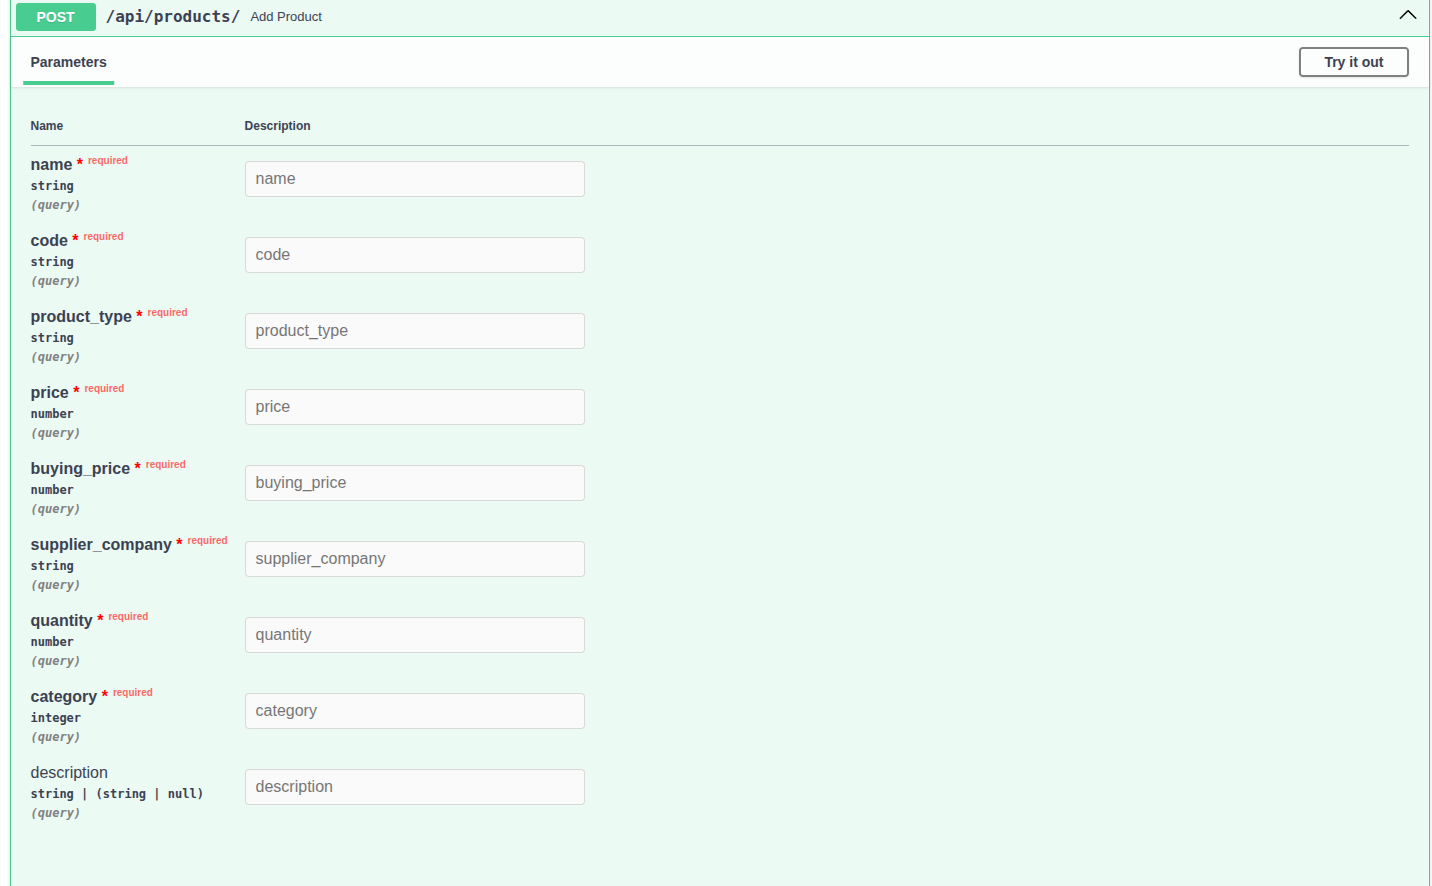 POST /api/products/ Add Product
Parameters Try it out
Name Description
name * required name
string
(query)
code * required code
string
(query)
product_type * required product_type
string
(query)
price * required price
number
(query)
buying_price * required buying_price
number
(query)
supplier_company * required supplier_company
string
(query)
quantity * required quantity
number
(query)
category * required category
integer
(query)
description description
string | (string | null)
(query)